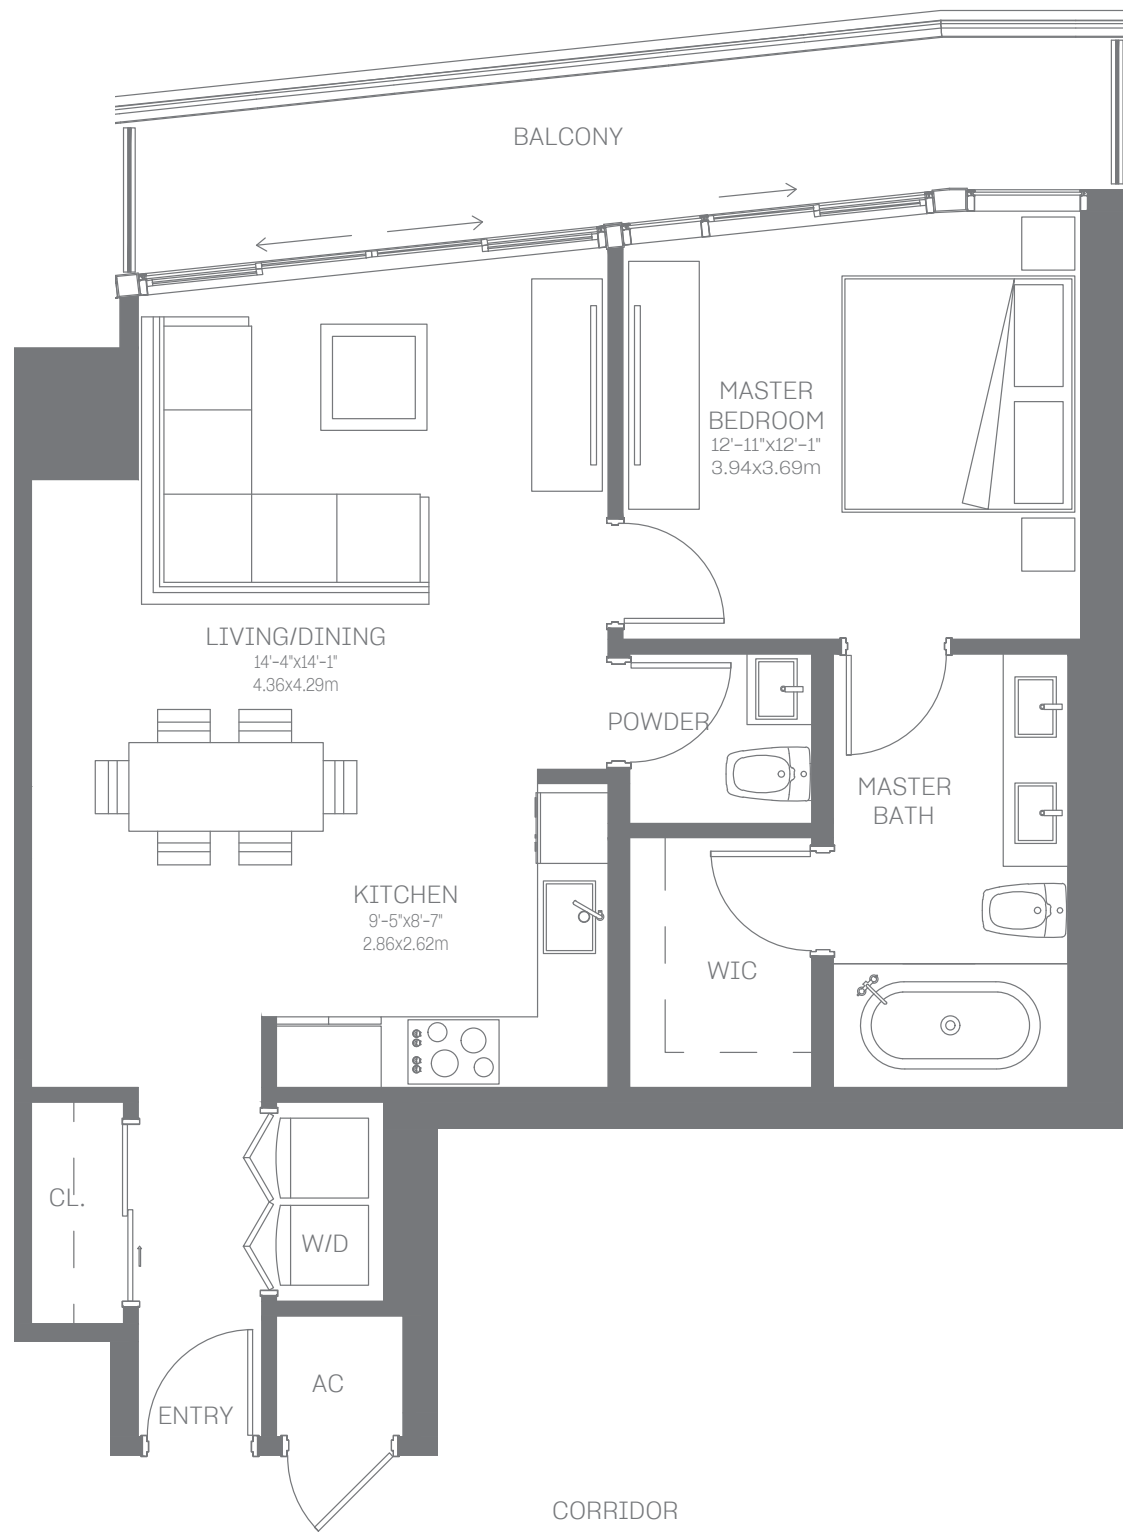 BALCONY
MASTER
BEDROOM
12'-11"x12'-1"
3.94x3.69m
LIVING/DINING
14'-4"x14'-1"
4.36x4.29m
POWDER
MASTER
BATH
KITCHEN
9'-5"x8'-7"
2.86x2.62m
WIC
CL.
W/D
AC
ENTRY
CORRIDOR